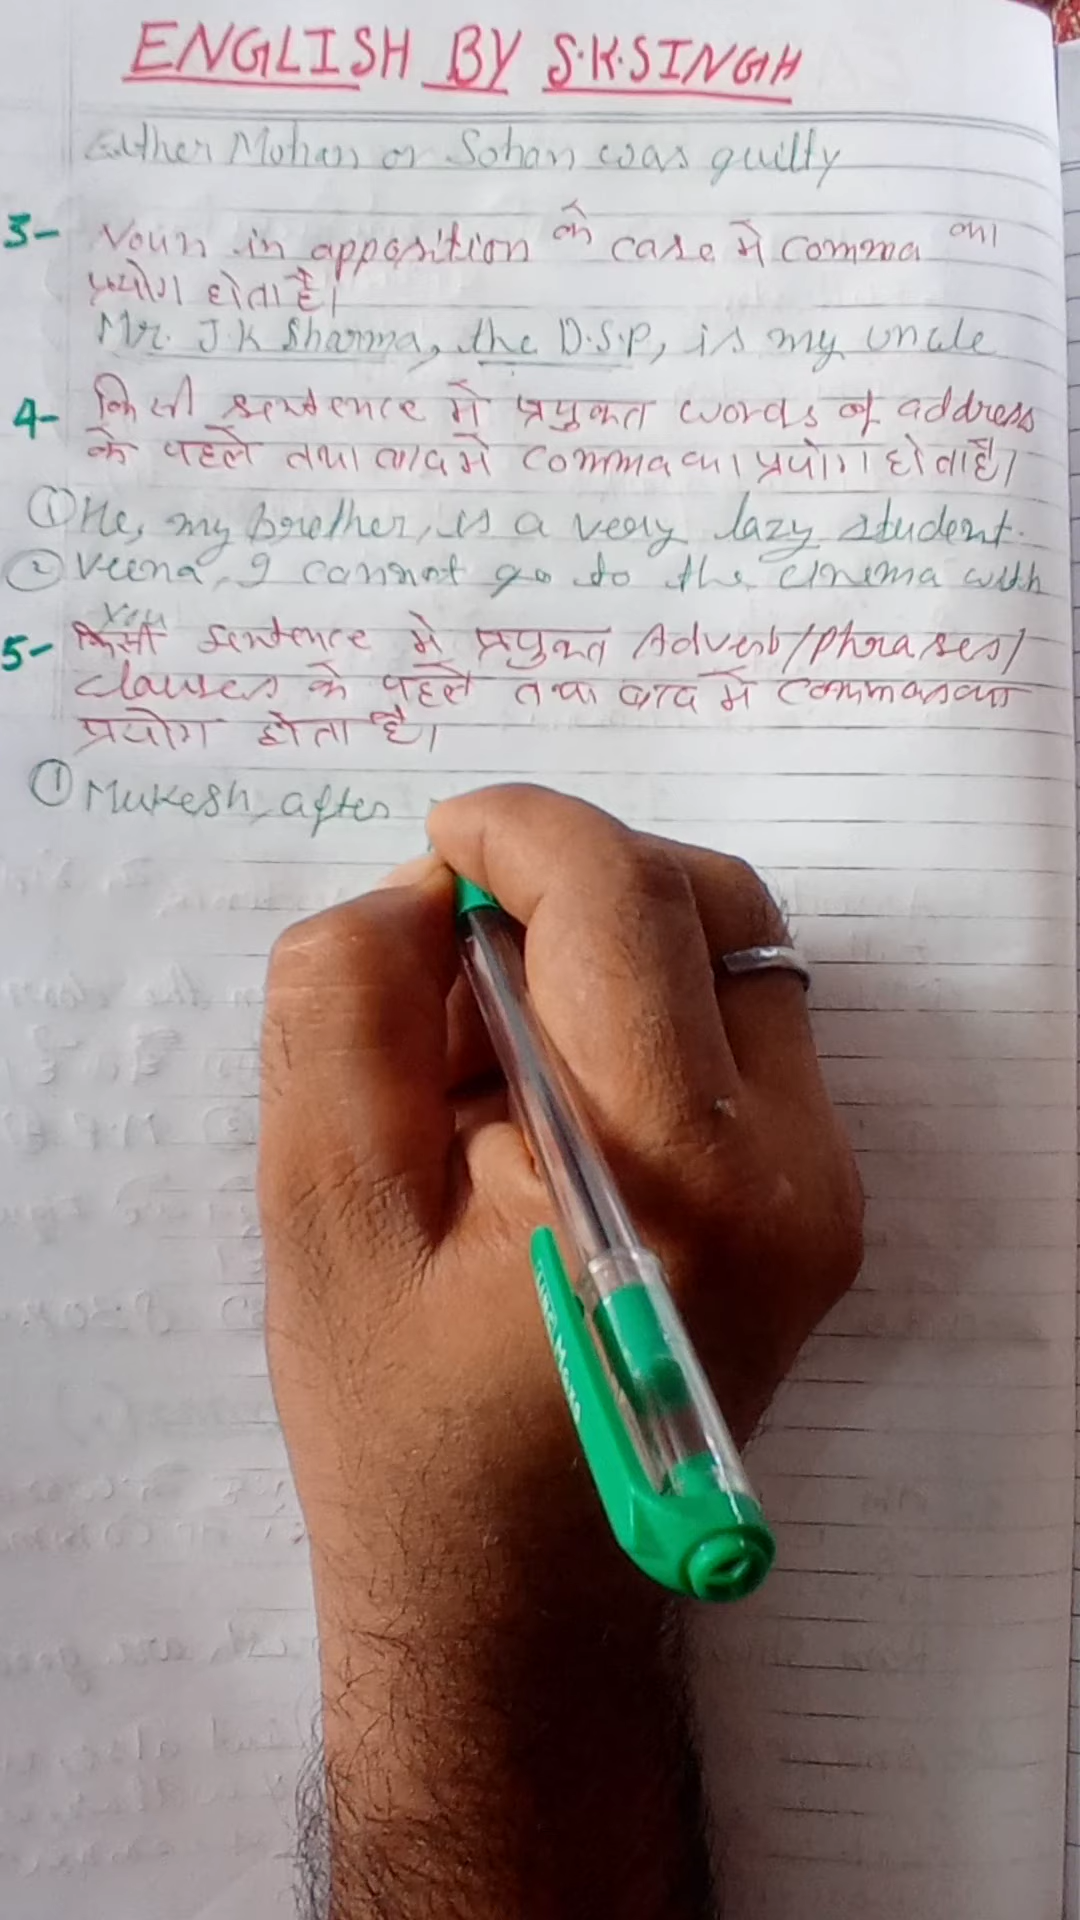 ENGLISH BY S.K.SINGH
Either Mohan or Sohan was guilty
3- Noun in apposition के case में comma का
प्रयोग होता है।
Mr. J.K Sharma, the D.S.P, is my uncle
4- किसी sentence में प्रयुक्त words of address
के पहले तथा बाद में comma का प्रयोग होता है।
① He, my brother, is a very lazy student.
② Veena, I cannot go to the cinema with
you
5- किसी sentence में प्रयुक्त Adverb/phrases/
clauses के पहले तथा बाद में commas का
प्रयोग होता है।
① Mukesh, after